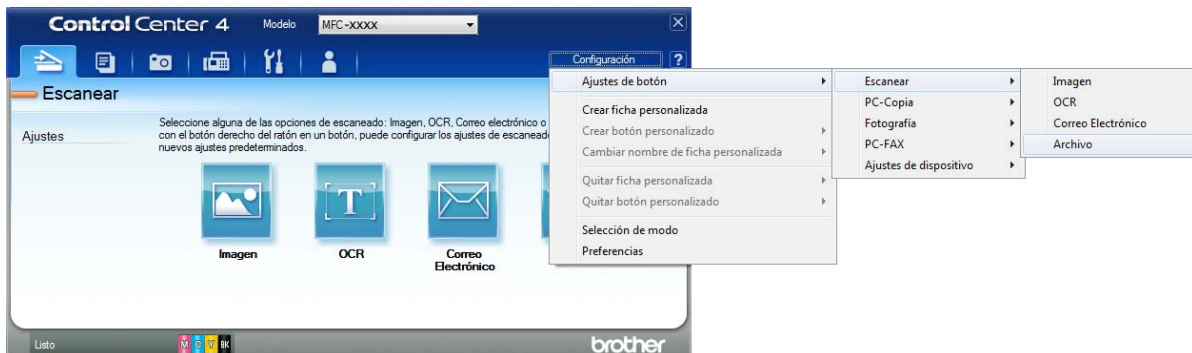 Control Center 4
Modelo
MFC-XXXX
Configuración
?
Escanear
Ajustes
Seleccione alguna de las opciones de escaneado: Imagen, OCR, Correo electrónico o
con el botón derecho del ratón en un botón, puede configurar los ajustes de escaneado
nuevos ajustes predeterminados.
Imagen
OCR
Correo
Electrónico
Ajustes de botón
Crear ficha personalizada
Crear botón personalizado
Cambiar nombre de ficha personalizada
Quitar ficha personalizada
Quitar botón personalizado
Selección de modo
Preferencias
Escanear
PC-Copia
Fotografía
PC-FAX
Ajustes de dispositivo
Imagen
OCR
Correo Electrónico
Archivo
Listo
M C Y BK
brother